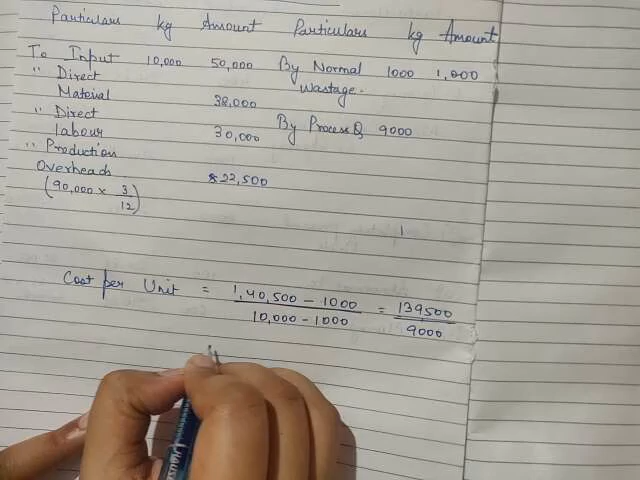 Particulars kg Amount Particulars kg Amount
To Input 10,000 50,000 By Normal 1000 1,000
" Direct Wastage.
Material 38,000
" Direct By Process Q 9000
labour 30,000
" Production
Overheads 22,500
(90,000 × 3/12)
Cost per Unit = 1,40,500 - 1000 / 10,000 - 1000 = 139500 / 9000